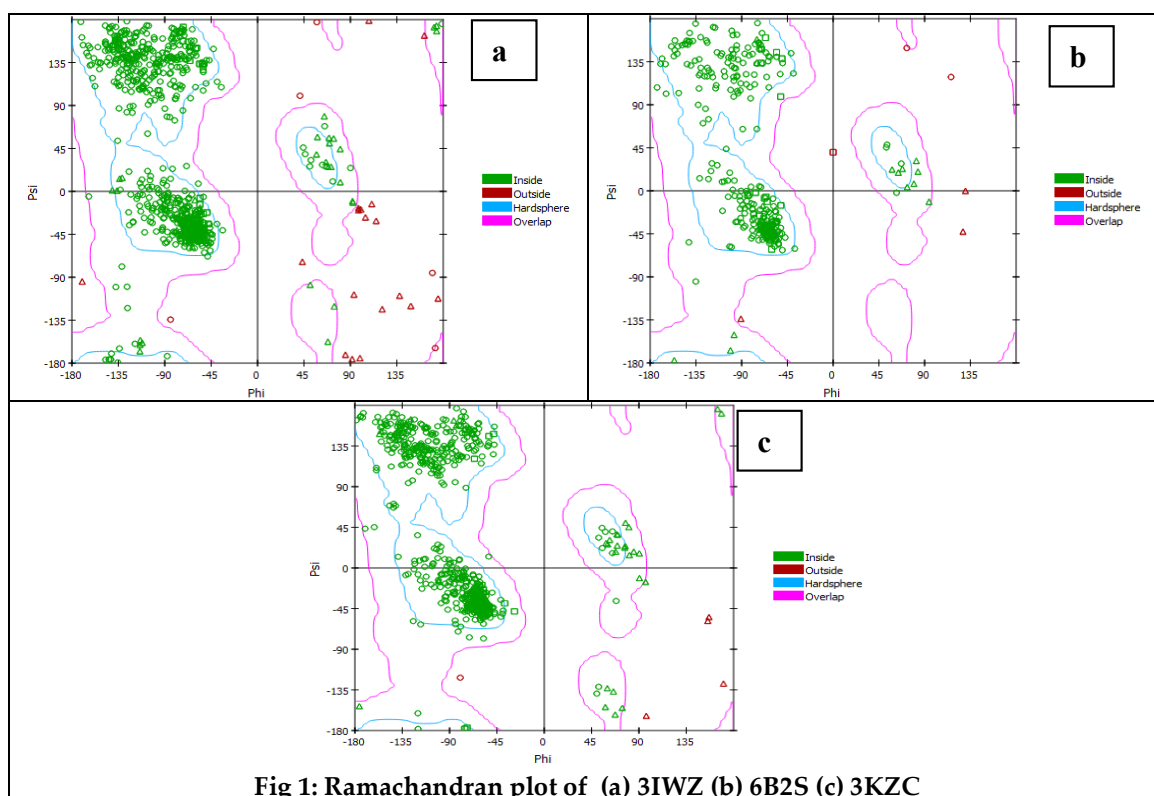 a
135
90
45
0
-45
-90
-135
-180
Psi
-180 -135 -90 -45 0 45 90 135
Phi
Inside
Outside
Hardsphere
Overlap
b
135
90
45
0
-45
-90
-135
-180
Psi
-180 -135 -90 -45 0 45 90 135
Phi
Inside
Outside
Hardsphere
Overlap
c
135
90
45
0
-45
-90
-135
-180
Psi
-180 -135 -90 -45 0 45 90 135
Phi
Inside
Outside
Hardsphere
Overlap
Fig 1: Ramachandran plot of (a) 3IWZ (b) 6B2S (c) 3KZC